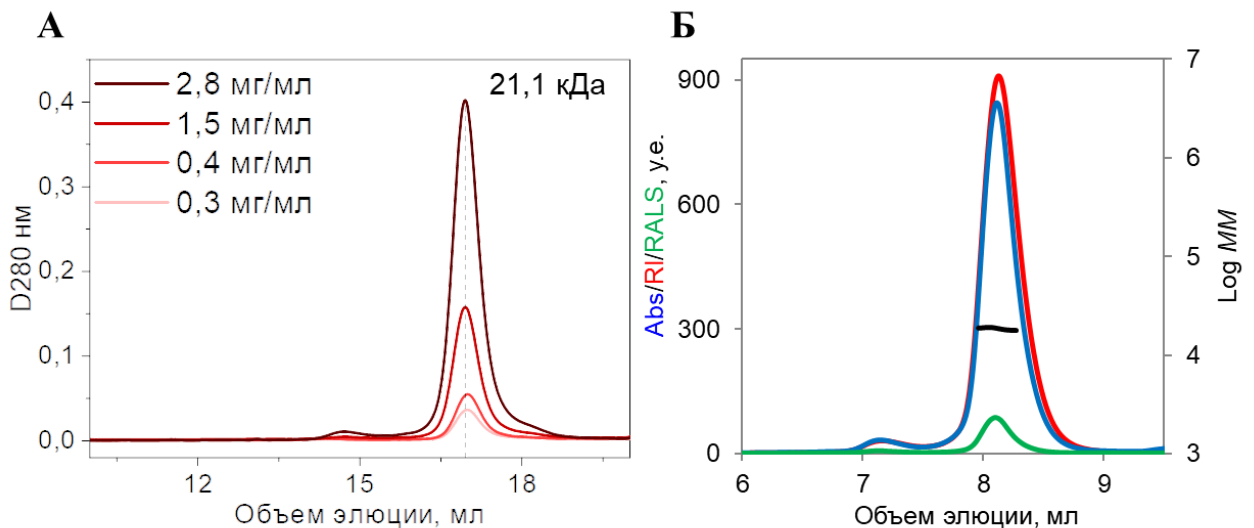 А
2,8 мг/мл
1,5 мг/мл
0,4 мг/мл
0,3 мг/мл
21,1 кДа
D280 нм
0,4
0,3
0,2
0,1
0,0
12 15 18
Объем элюции, мл
Б
Abs/RI/RALS, у.е.
900
600
300
0
6 7 8 9
Объем элюции, мл
7
6
5
4
3
Log MM